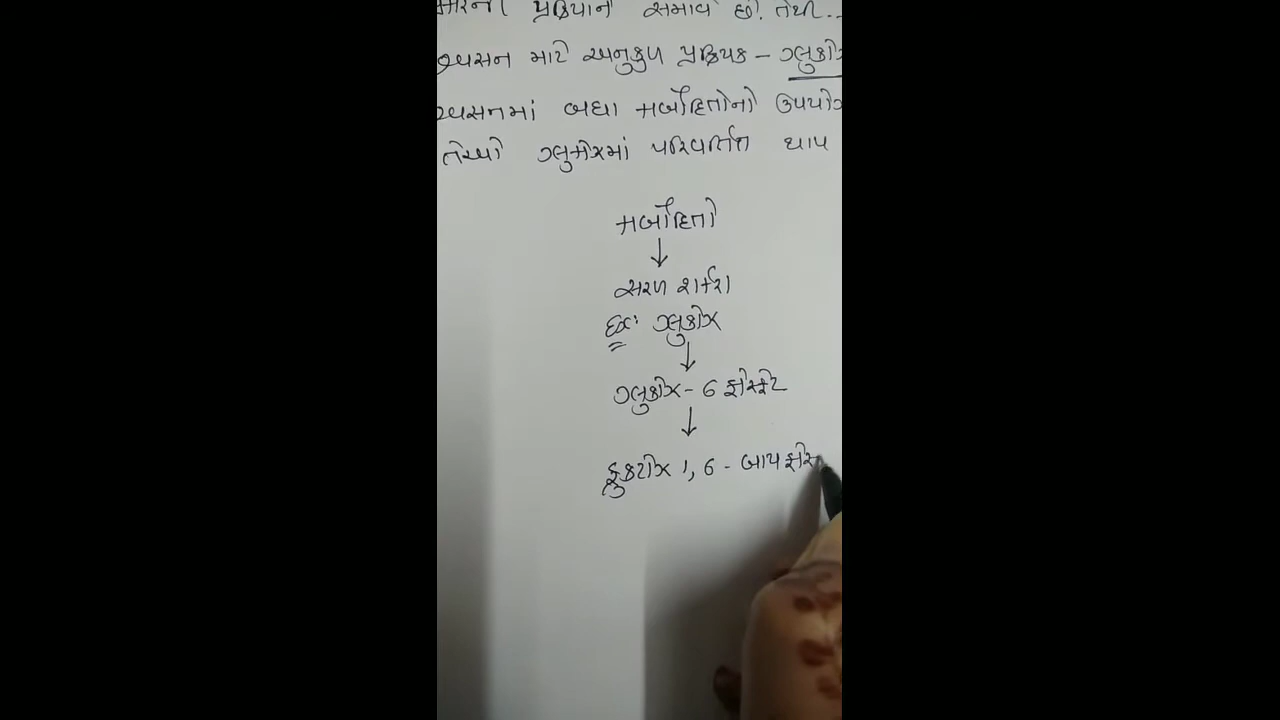 પ્રક્રિયાનો સમાવે છે. તેથી...
શ્વસન માટે અનુકુળ પ્રક્રિયક – ગ્લુકોઝ
શ્વસનમાં બધા કાર્બોદિતોનો ઉપયોગ
તેઓ ગ્લુકોઝમાં પરિવર્તિત થાય
કાર્બોદિતો
↓
સરળ શર્કરા
દા.: ગ્લુકોઝ
↓
ગ્લુકોઝ - 6 ફોસ્ફેટ
↓
ફ્રુકટોઝ 1, 6 - બાયફોસ